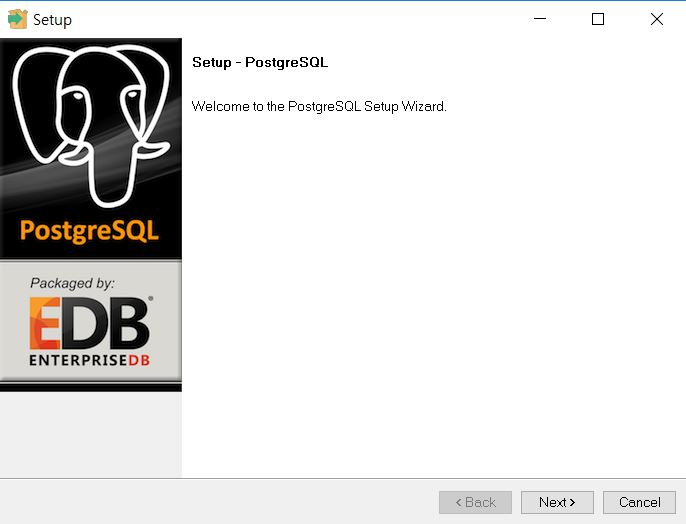 Setup
Setup - PostgreSQL
Welcome to the PostgreSQL Setup Wizard.
PostgreSQL
Packaged by:
EDB®
ENTERPRISEDB
< Back
Next >
Cancel